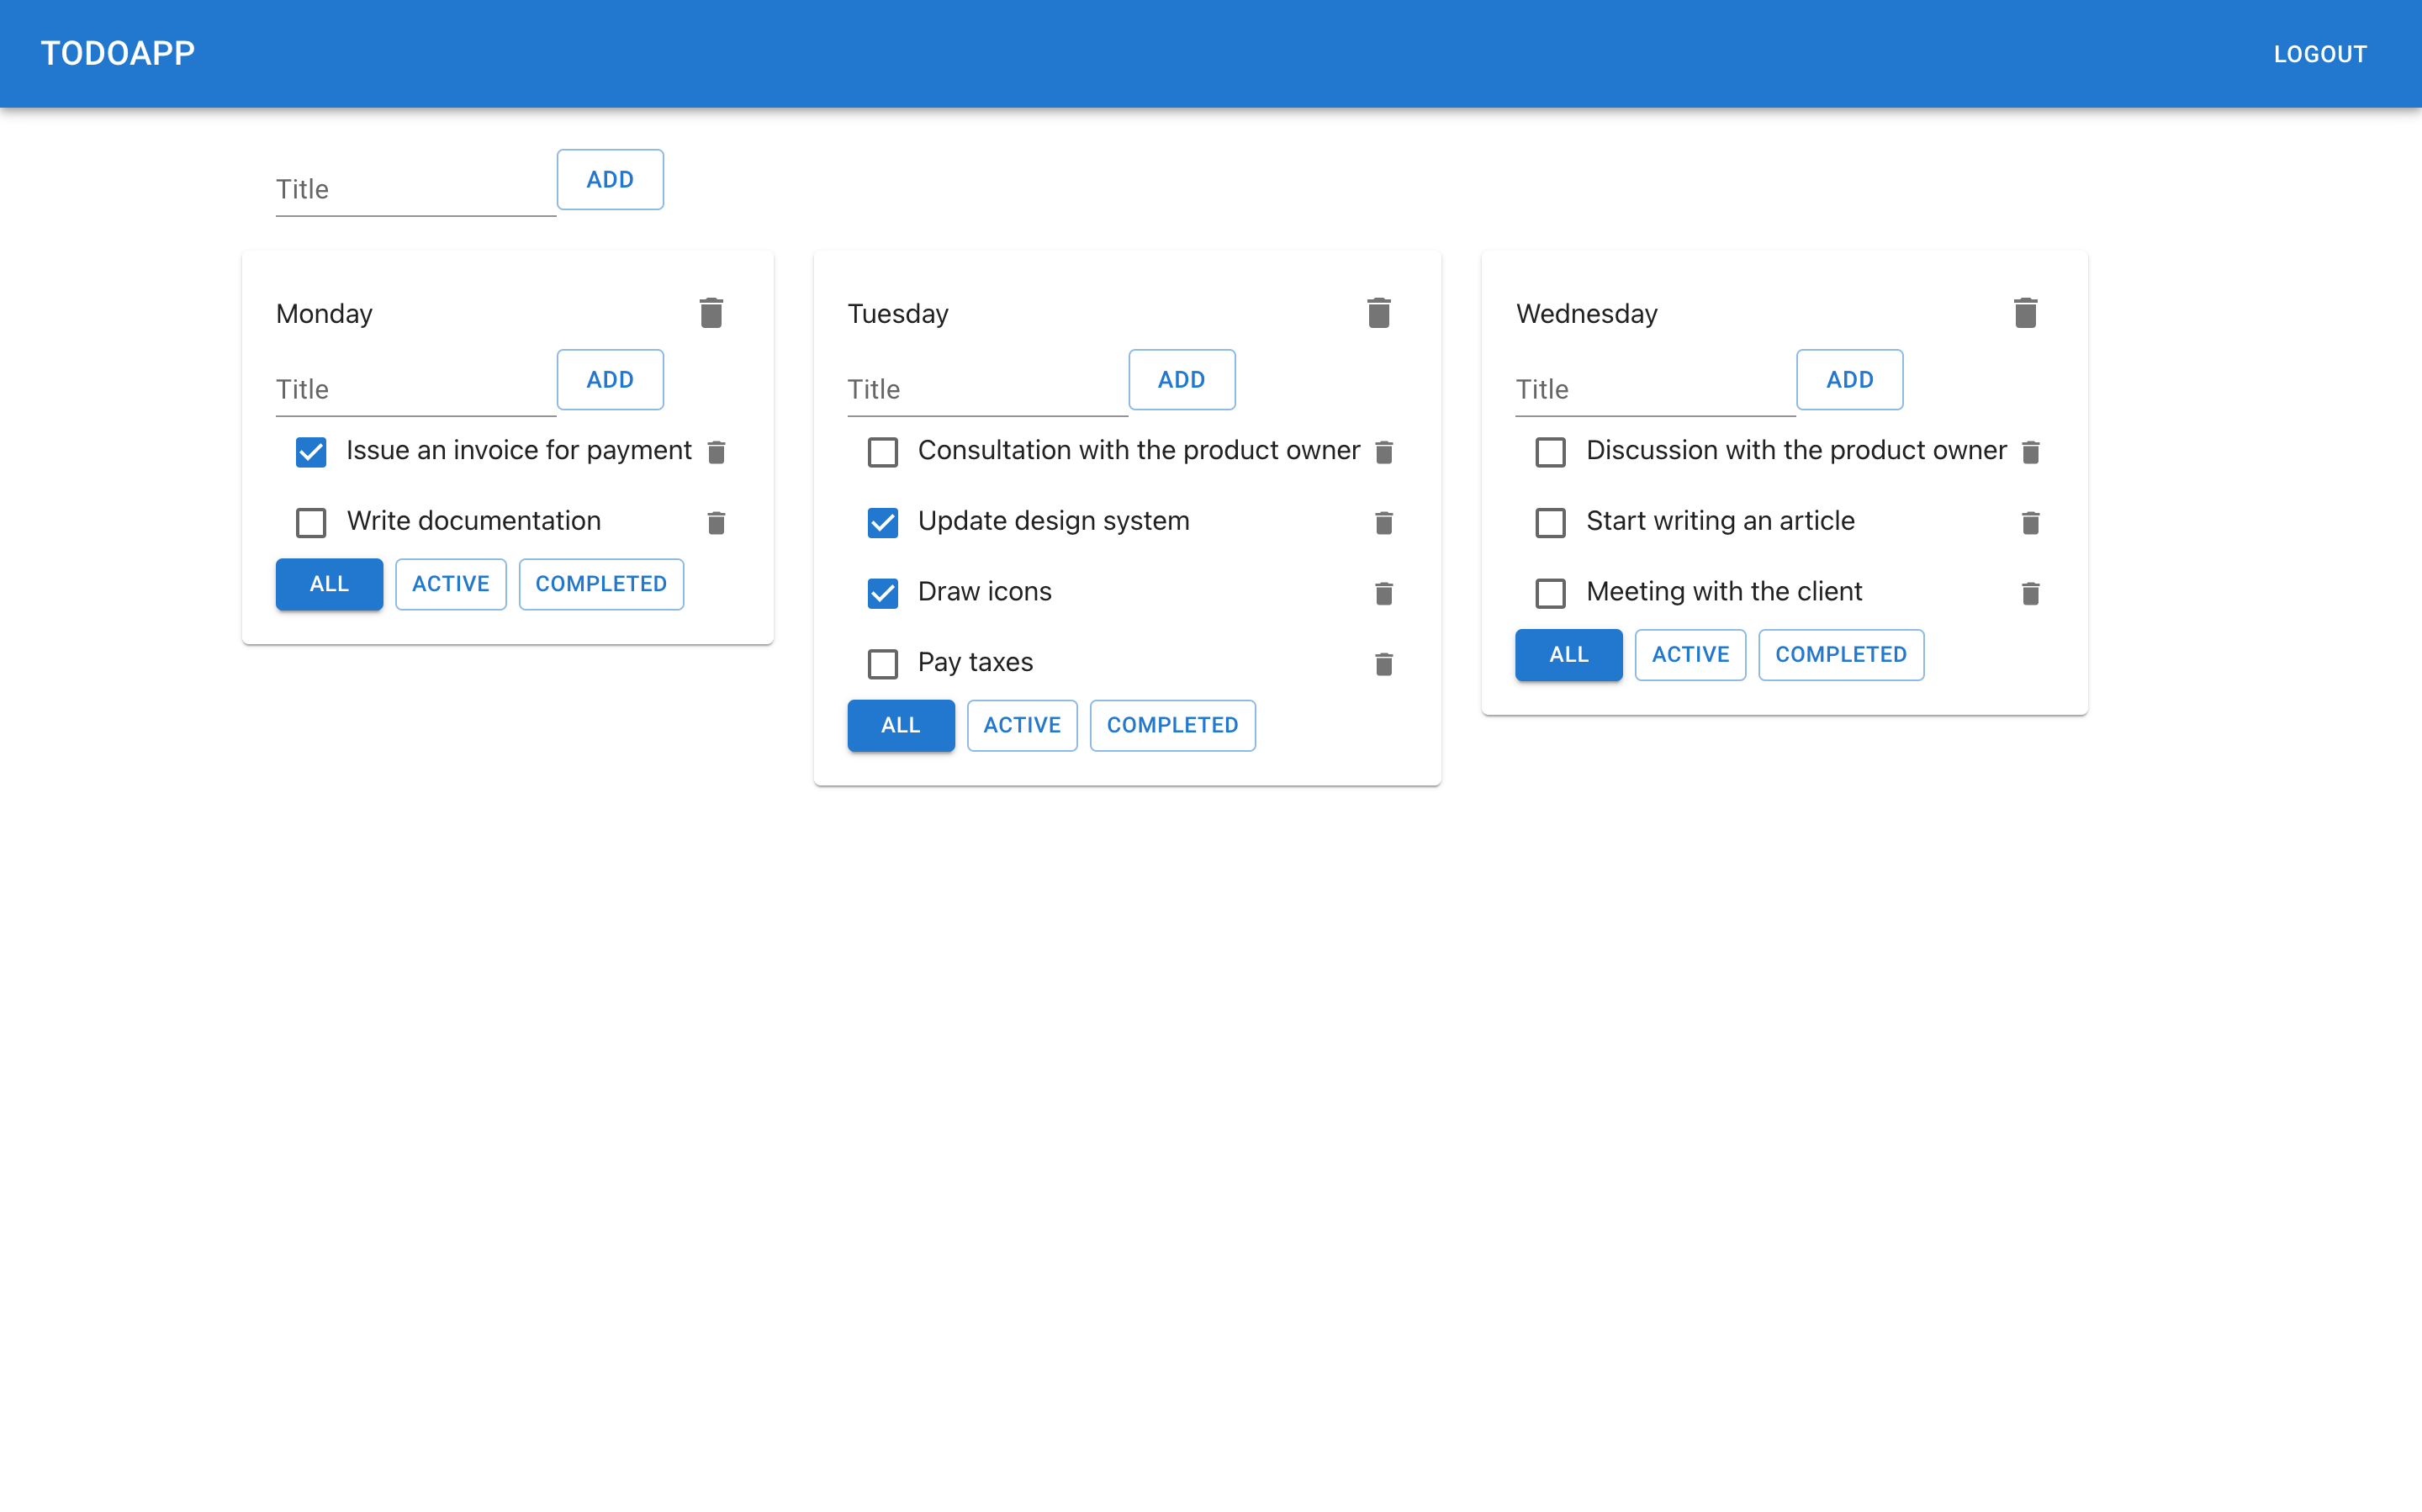 TODOAPP
LOGOUT
Title
ADD
Monday
Title
ADD
Issue an invoice for payment
Write documentation
ALL
ACTIVE
COMPLETED
Tuesday
Title
ADD
Consultation with the product owner
Update design system
Draw icons
Pay taxes
ALL
ACTIVE
COMPLETED
Wednesday
Title
ADD
Discussion with the product owner
Start writing an article
Meeting with the client
ALL
ACTIVE
COMPLETED